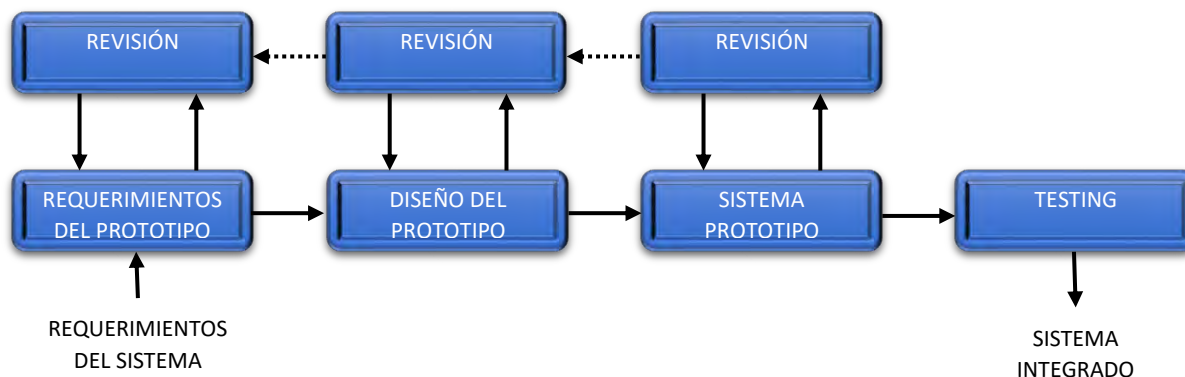 REVISIÓN
REVISIÓN
REVISIÓN
REQUERIMIENTOS
DEL PROTOTIPO
DISEÑO DEL
PROTOTIPO
SISTEMA
PROTOTIPO
TESTING
REQUERIMIENTOS
DEL SISTEMA
SISTEMA
INTEGRADO